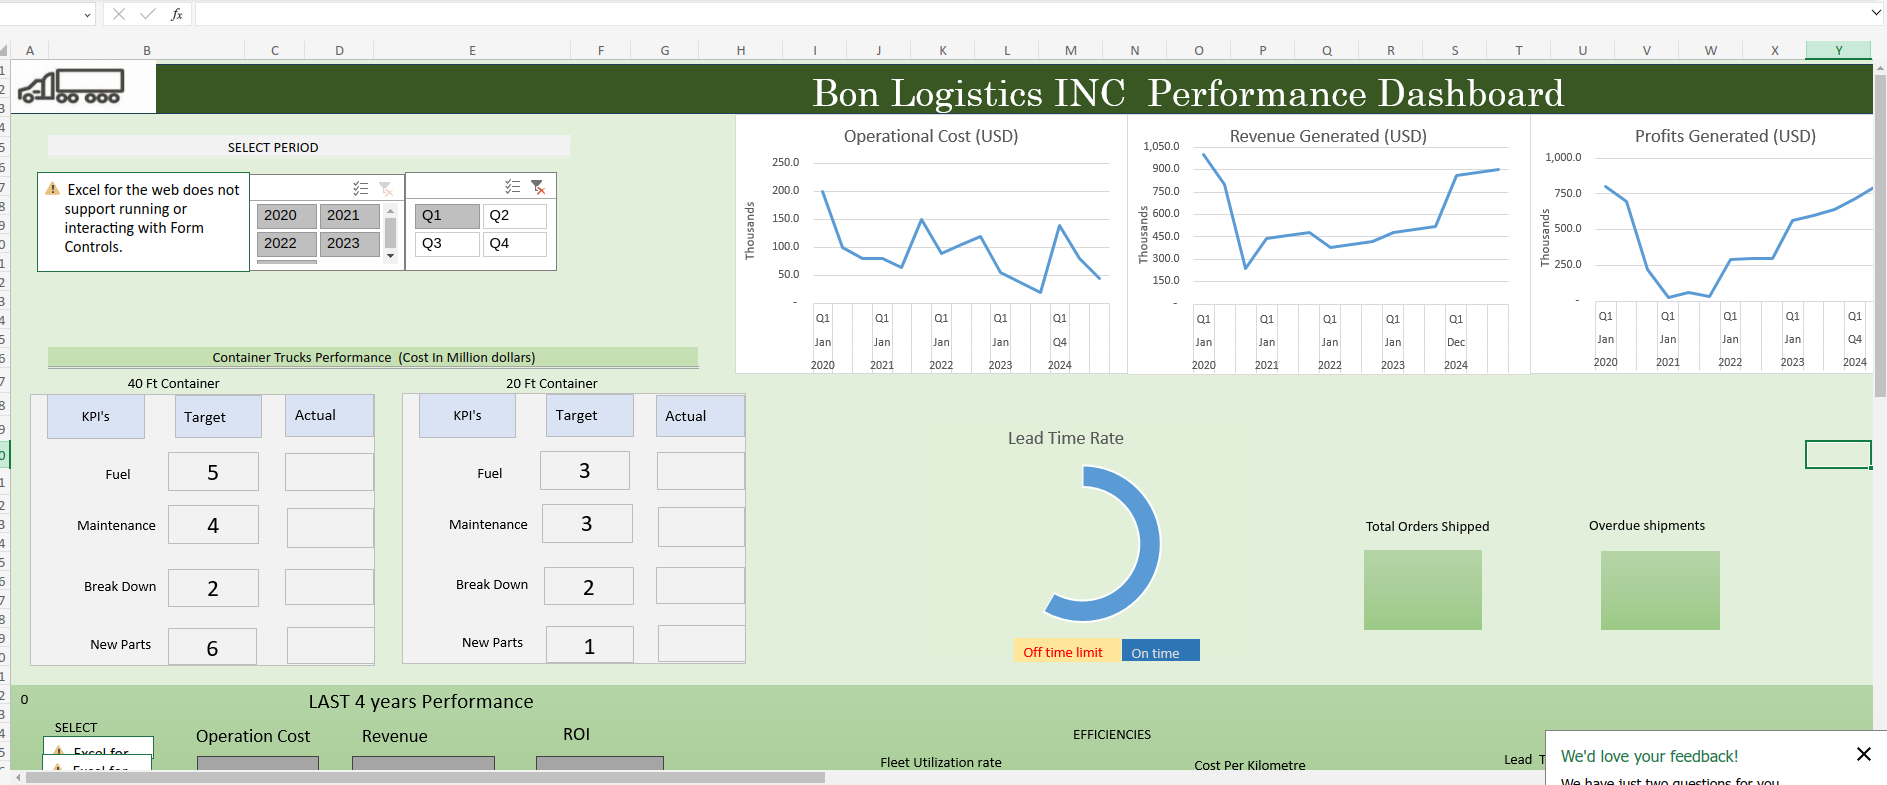 fx
A B C D E F G H I J K L M N O P Q R S T U V W X Y
Bon Logistics INC Performance Dashboard
SELECT PERIOD
Excel for the web does not
support running or
interacting with Form
Controls.
2020 2021
2022 2023
Q1 Q2
Q3 Q4
Operational Cost (USD)
Thousands
250.0
200.0
150.0
100.0
50.0
-
Q1 Q1 Q1 Q1 Q1
Jan Jan Jan Jan Q4
2020 2021 2022 2023 2024
Revenue Generated (USD)
Thousands
1,050.0
900.0
750.0
600.0
450.0
300.0
150.0
-
Q1 Q1 Q1 Q1 Q1
Jan Jan Jan Jan Dec
2020 2021 2022 2023 2024
Profits Generated (USD)
Thousands
1,000.0
750.0
500.0
250.0
-
Q1 Q1 Q1 Q1 Q1
Jan Jan Jan Jan Q4
2020 2021 2022 2023 2024
Container Trucks Performance (Cost In Million dollars)
40 Ft Container
KPI's Target Actual
Fuel 5
Maintenance 4
Break Down 2
New Parts 6
20 Ft Container
KPI's Target Actual
Fuel 3
Maintenance 3
Break Down 2
New Parts 1
Lead Time Rate
Off time limit On time
Total Orders Shipped
Overdue shipments
0
LAST 4 years Performance
SELECT
Excel for
Excel for
Operation Cost Revenue ROI
EFFICIENCIES
Fleet Utilization rate Cost Per Kilometre Lead T
We'd love your feedback!
We have just two questions for you